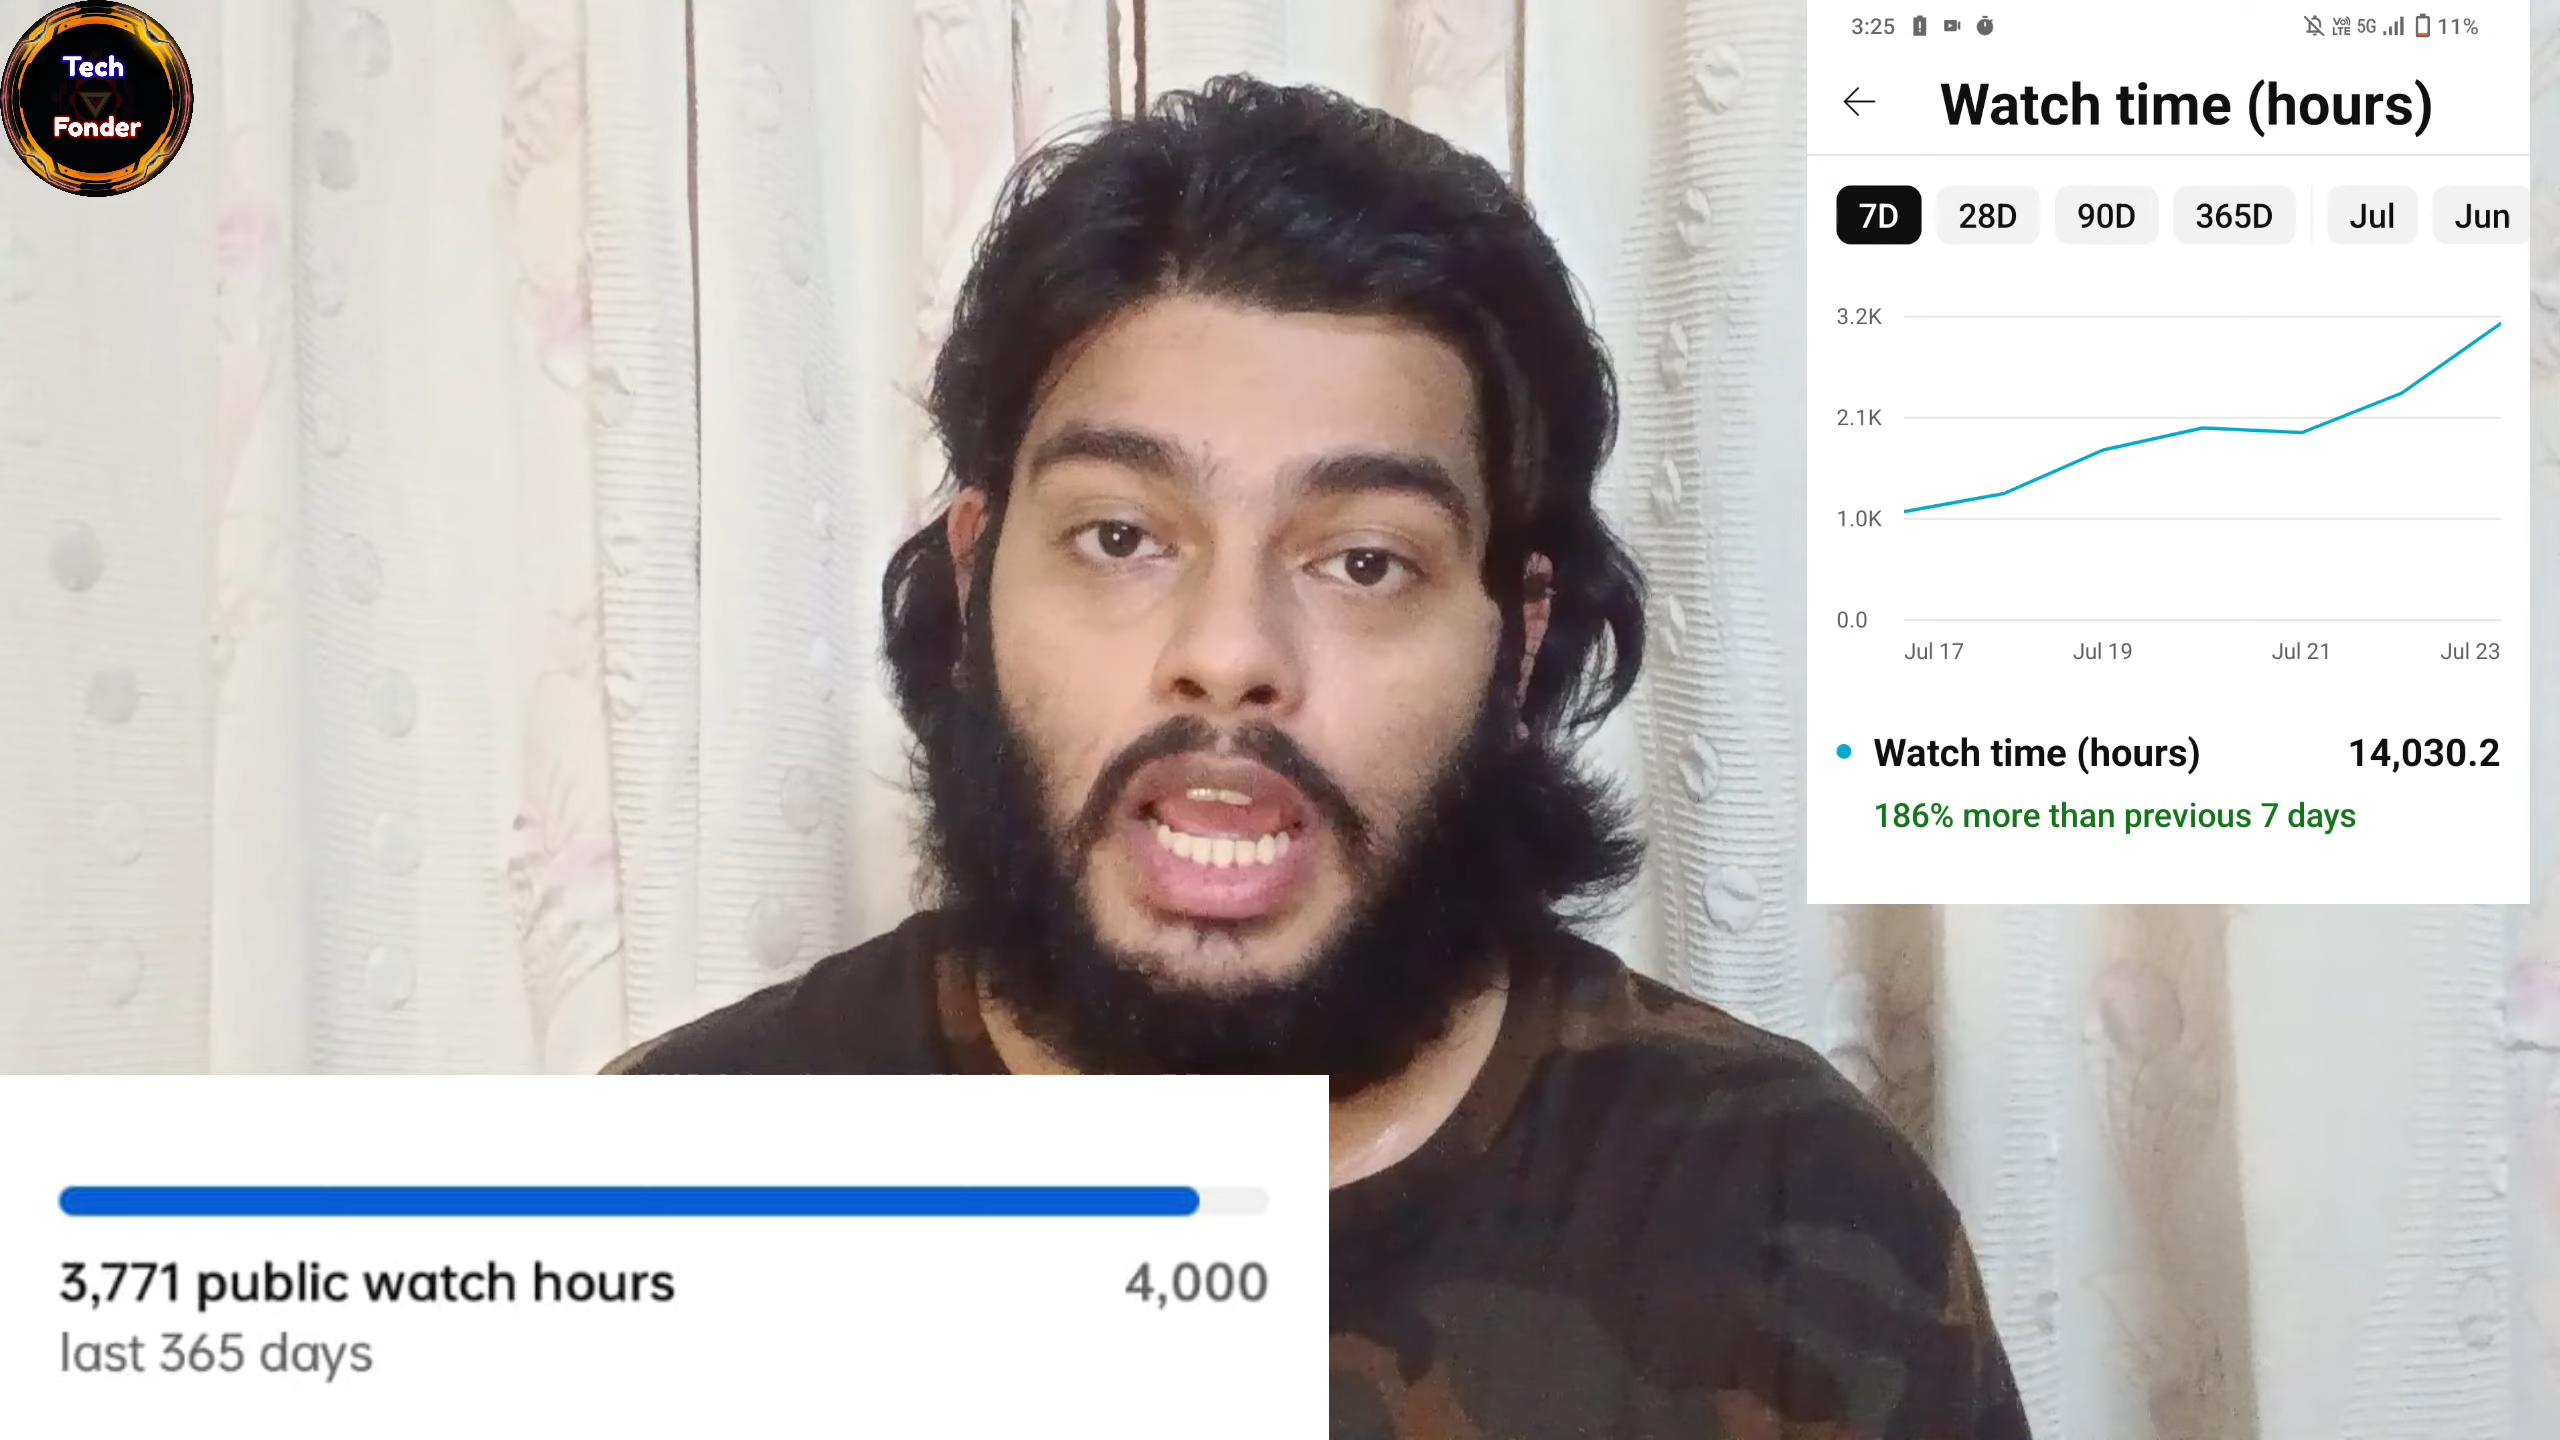 Tech
Fonder
3:25
Vo)
LTE
5G
11%
Watch time (hours)
7D
28D
90D
365D
Jul
Jun
3.2K
2.1K
1.0K
0.0
Jul 17
Jul 19
Jul 21
Jul 23
Watch time (hours) 14,030.2
186% more than previous 7 days
3,771 public watch hours 4,000
last 365 days